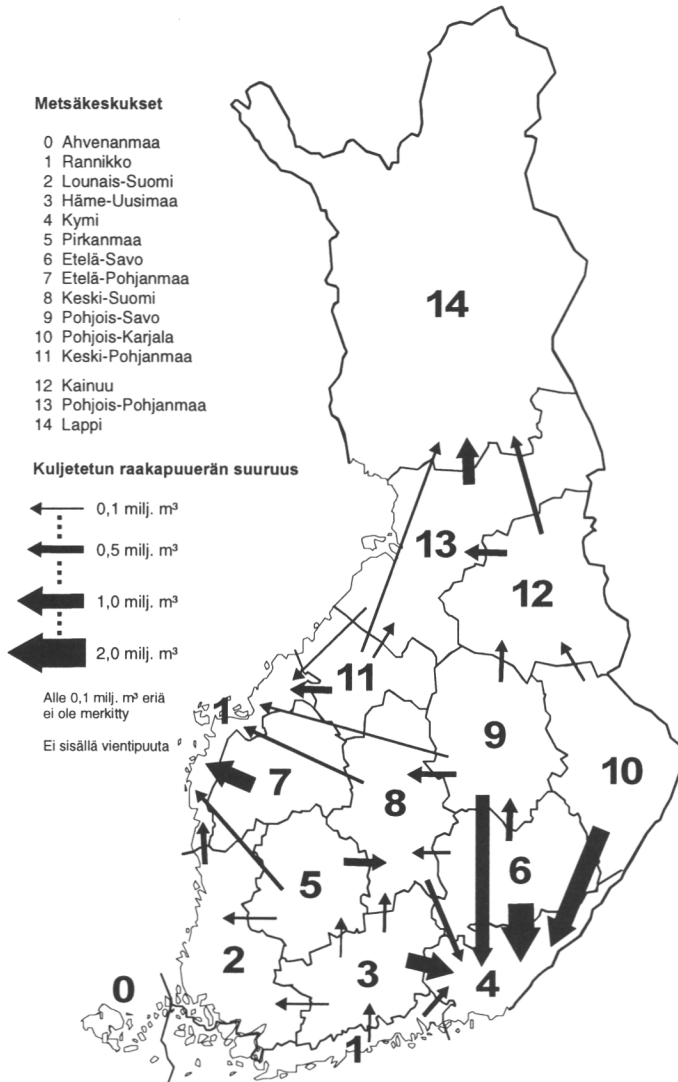 Metsäkeskukset
0 Ahvenanmaa
1 Rannikko
2 Lounais-Suomi
3 Häme-Uusimaa
4 Kymi
5 Pirkanmaa
6 Etelä-Savo
7 Etelä-Pohjanmaa
8 Keski-Suomi
9 Pohjois-Savo
10 Pohjois-Karjala
11 Keski-Pohjanmaa
12 Kainuu
13 Pohjois-Pohjanmaa
14 Lappi
Kuljetetun raakapuuerän suuruus
0,1 milj. m³
0,5 milj. m³
1,0 milj. m³
2,0 milj. m³
Alle 0,1 milj. m³ eriä
ei ole merkitty
Ei sisällä vientipuuta
14
13
12
11
1
9
10
7
8
6
5
2
3
4
0
1